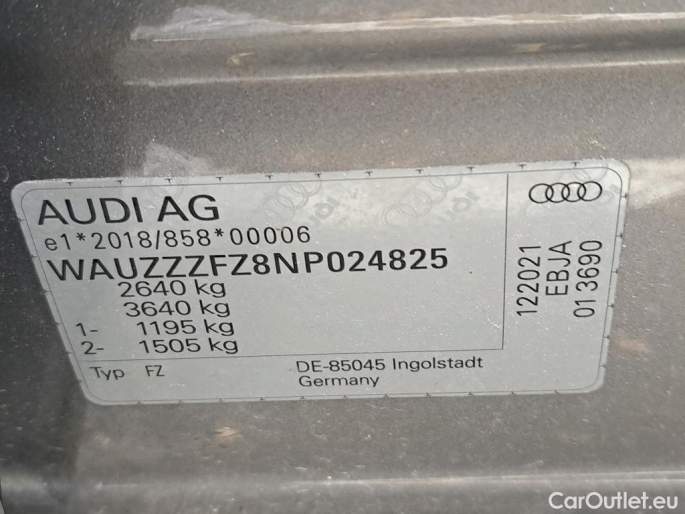 AUDI AG
e1*2018/858*00006
WAUZZZFZ8NP024825
2640 kg
3640 kg
1- 1195 kg
2- 1505 kg
Typ FZ
DE-85045 Ingolstadt
Germany
122021
EBJA
013690
CarOutlet.eu